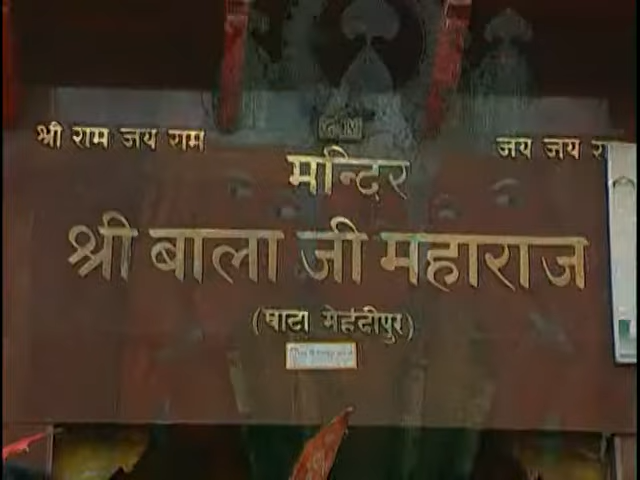 श्री राम जय राम जय जय
मन्दिर
श्री बाला जी महाराज
(घाटा मेहंदीपुर)